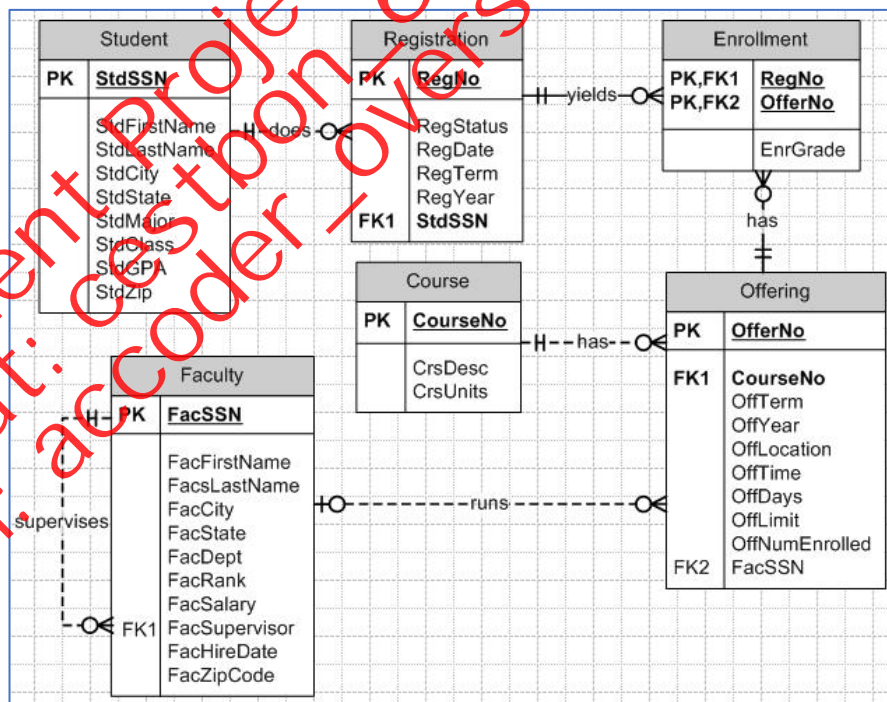 Student
PK StdSSN
StdFirstName
StdLastName
StdCity
StdState
StdMajor
StdClass
StdGPA
StdZip
does
Registration
PK RegNo
RegStatus
RegDate
RegTerm
RegYear
FK1 StdSSN
yields
Enrollment
PK,FK1 RegNo
PK,FK2 OfferNo
EnrGrade
has
Course
PK CourseNo
CrsDesc
CrsUnits
has
Offering
PK OfferNo
FK1 CourseNo
OffTerm
OffYear
OffLocation
OffTime
OffDays
OffLimit
OffNumEnrolled
FK2 FacSSN
Faculty
PK FacSSN
FacFirstName
FacsLastName
FacCity
FacState
FacDept
FacRank
FacSalary
FK1 FacSupervisor
FacHireDate
FacZipCode
supervises
runs